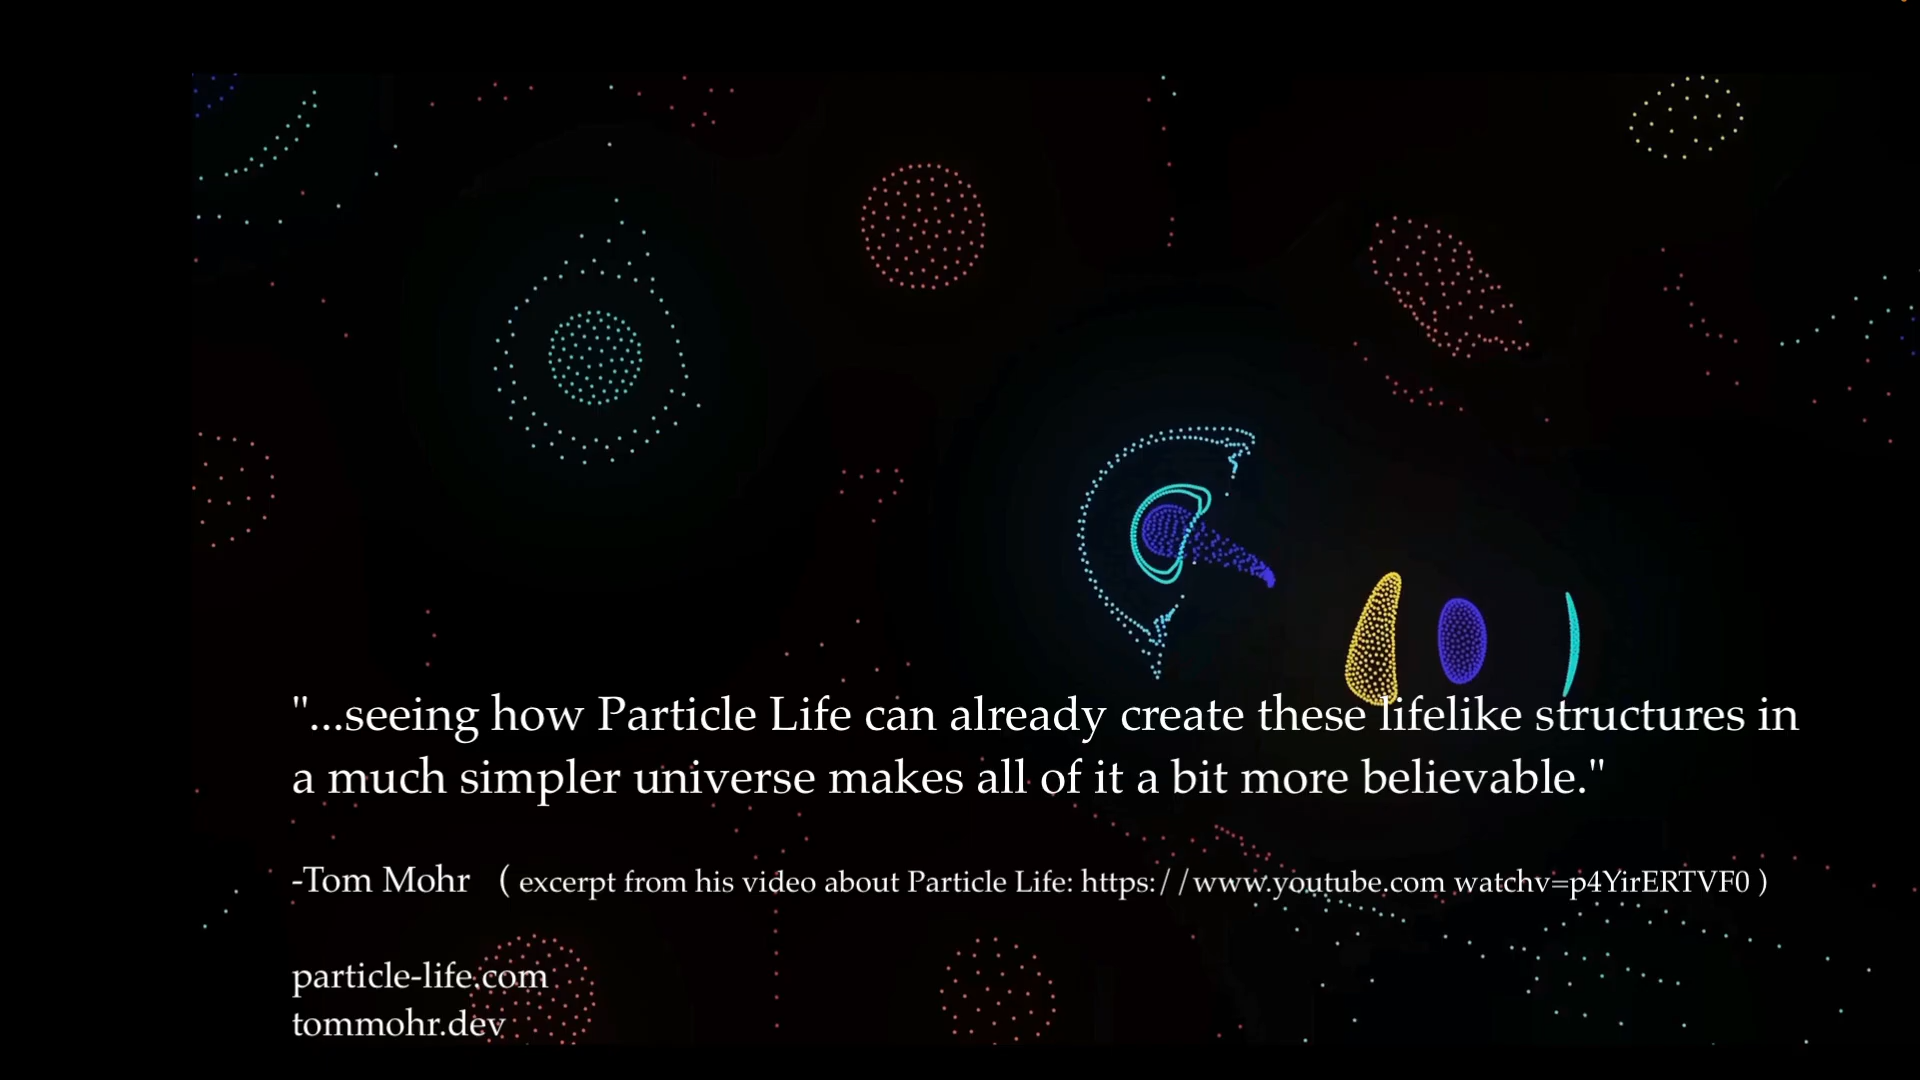 "...seeing how Particle Life can already create these lifelike structures in
a much simpler universe makes all of it a bit more believable."
-Tom Mohr ( excerpt from his video about Particle Life: https://www.youtube.com watchv=p4YirERTVF0 )
particle-life.com
tommohr.dev